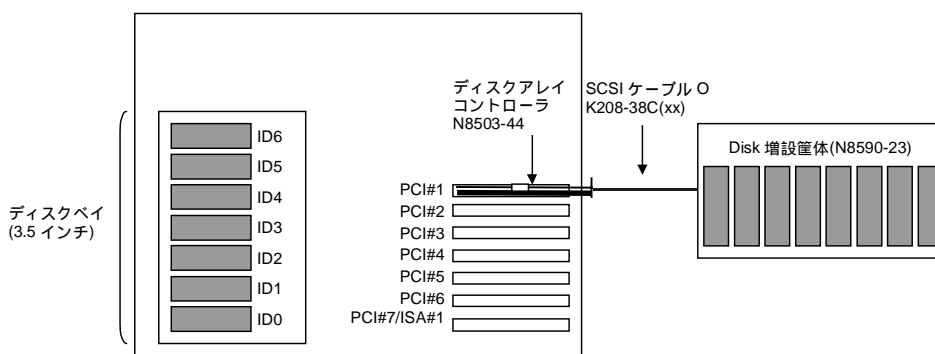 ディスクアレイ
コントローラ
N8503-44
SCSI ケーブル O
K208-38C(xx)
Disk 増設筐体(N8590-23)
ID6
ID5
ID4
ID3
ID2
ID1
ID0
ディスクベイ
(3.5 インチ)
PCI#1
PCI#2
PCI#3
PCI#4
PCI#5
PCI#6
PCI#7/ISA#1